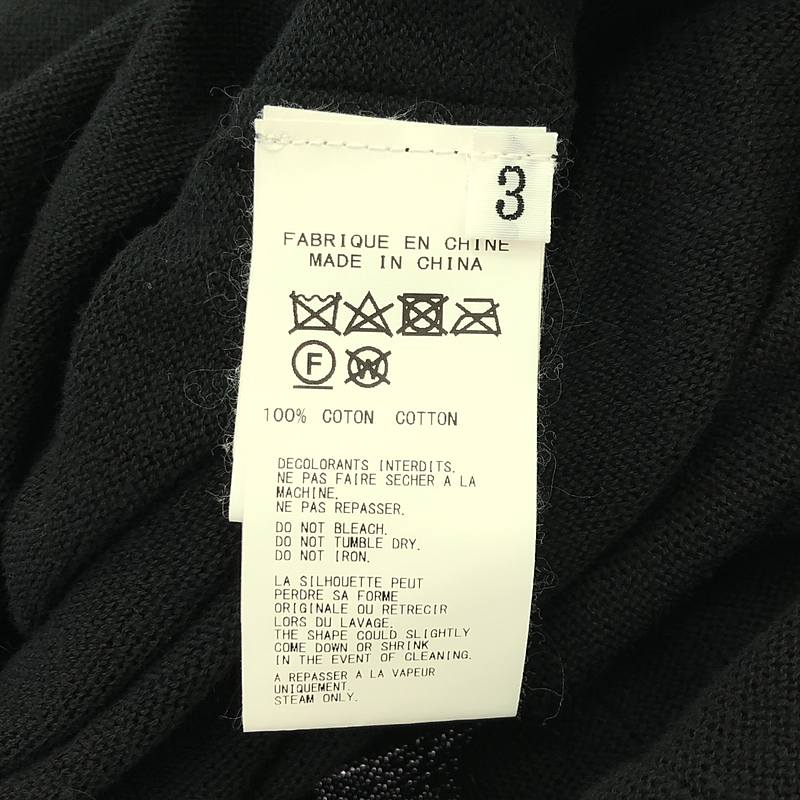 3
FABRIQUE EN CHINE
MADE IN CHINA
F W
100% COTON COTTON
DECOLORANTS INTERDITS.
NE PAS FAIRE SECHER A LA
MACHINE.
NE PAS REPASSER.
DO NOT BLEACH.
DO NOT TUMBLE DRY.
DO NOT IRON.
LA SILHOUETTE PEUT
PERDRE SA FORME
ORIGINALE OU RETRECIR
LORS DU LAVAGE.
THE SHAPE COULD SLIGHTLY
COME DOWN OR SHRINK
IN THE EVENT OF CLEANING.
A REPASSER A LA VAPEUR
UNIQUEMENT.
STEAM ONLY.